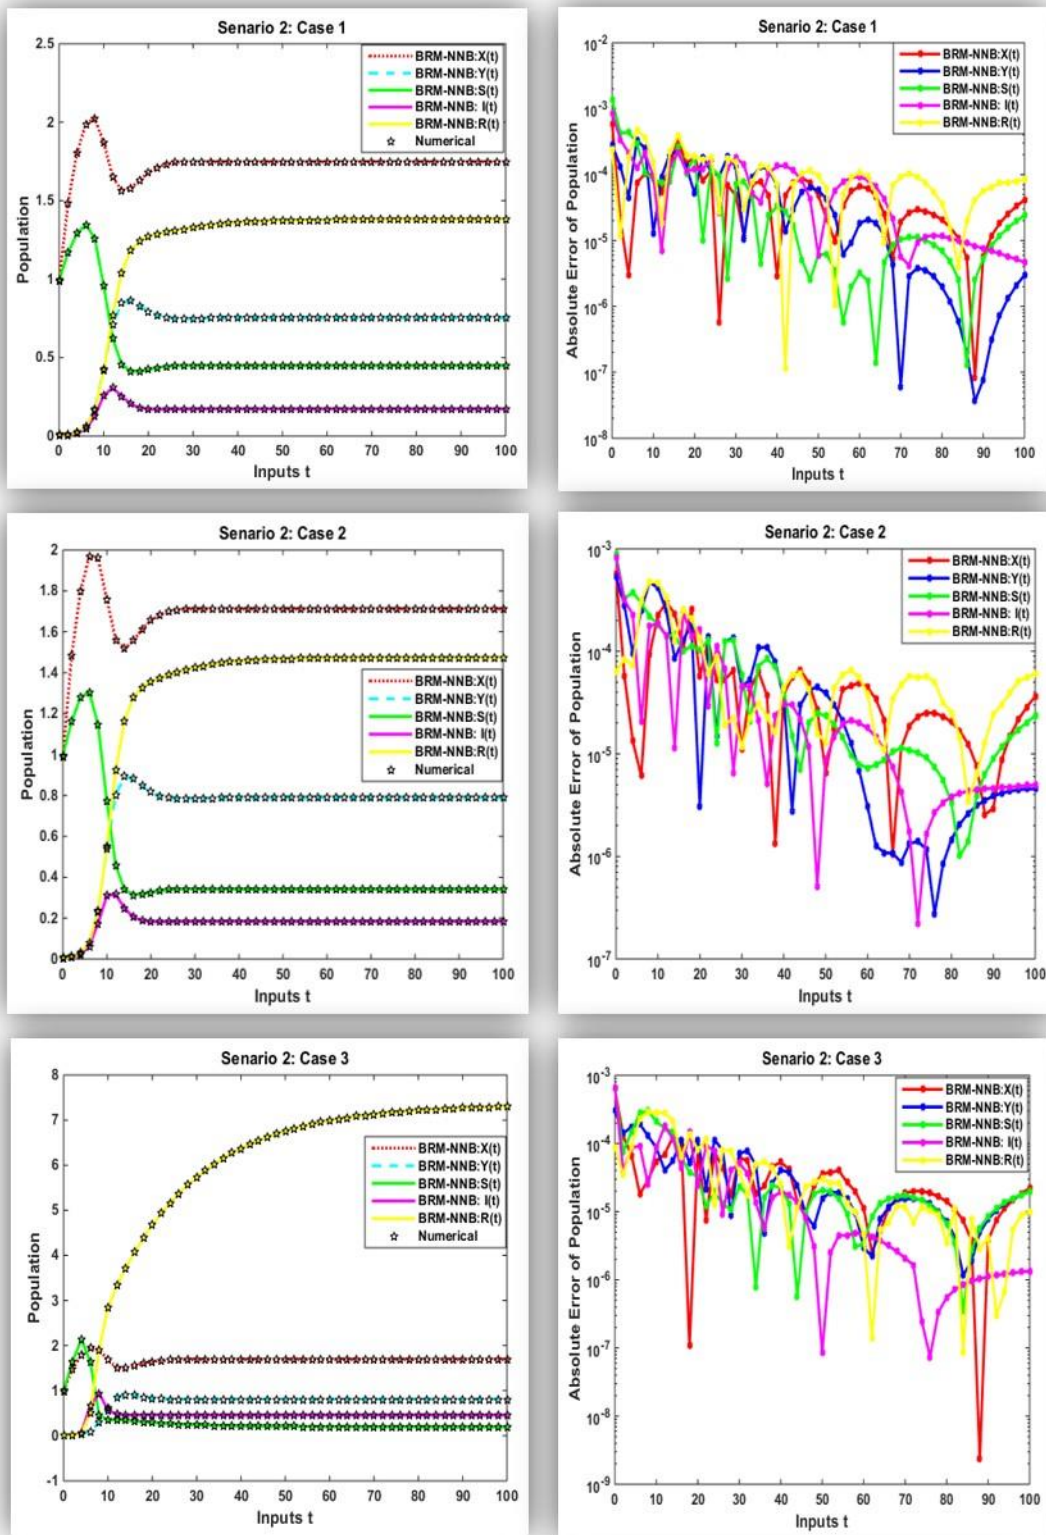 Senario 2: Case 1
Population
2.5
2
1.5
1
0.5
0
BRM-NNB:X(t)
BRM-NNB:Y(t)
BRM-NNB:S(t)
BRM-NNB: I(t)
BRM-NNB:R(t)
Numerical
0 10 20 30 40 50 60 70 80 90 100
Inputs t
Senario 2: Case 1
Absolute Error of Population
10-2
10-3
10-4
10-5
10-6
10-7
10-8
BRM-NNB:X(t)
BRM-NNB:Y(t)
BRM-NNB:S(t)
BRM-NNB: I(t)
BRM-NNB:R(t)
0 10 20 30 40 50 60 70 80 90 100
Inputs t
Senario 2: Case 2
Population
2
1.8
1.6
1.4
1.2
1
0.8
0.6
0.4
0.2
0
BRM-NNB:X(t)
BRM-NNB:Y(t)
BRM-NNB:S(t)
BRM-NNB: I(t)
BRM-NNB:R(t)
Numerical
0 10 20 30 40 50 60 70 80 90 100
Inputs t
Senario 2: Case 2
Absolute Error of Population
10-3
10-4
10-5
10-6
10-7
BRM-NNB:X(t)
BRM-NNB:Y(t)
BRM-NNB:S(t)
BRM-NNB: I(t)
BRM-NNB:R(t)
0 10 20 30 40 50 60 70 80 90 100
Inputs t
Senario 2: Case 3
Population
8
7
6
5
4
3
2
1
0
-1
BRM-NNB:X(t)
BRM-NNB:Y(t)
BRM-NNB:S(t)
BRM-NNB: I(t)
BRM-NNB:R(t)
Numerical
0 10 20 30 40 50 60 70 80 90 100
Inputs t
Senario 2: Case 3
Absolute Error of Population
10-3
10-4
10-5
10-6
10-7
10-8
10-9
BRM-NNB:X(t)
BRM-NNB:Y(t)
BRM-NNB:S(t)
BRM-NNB: I(t)
BRM-NNB:R(t)
0 10 20 30 40 50 60 70 80 90 100
Inputs t